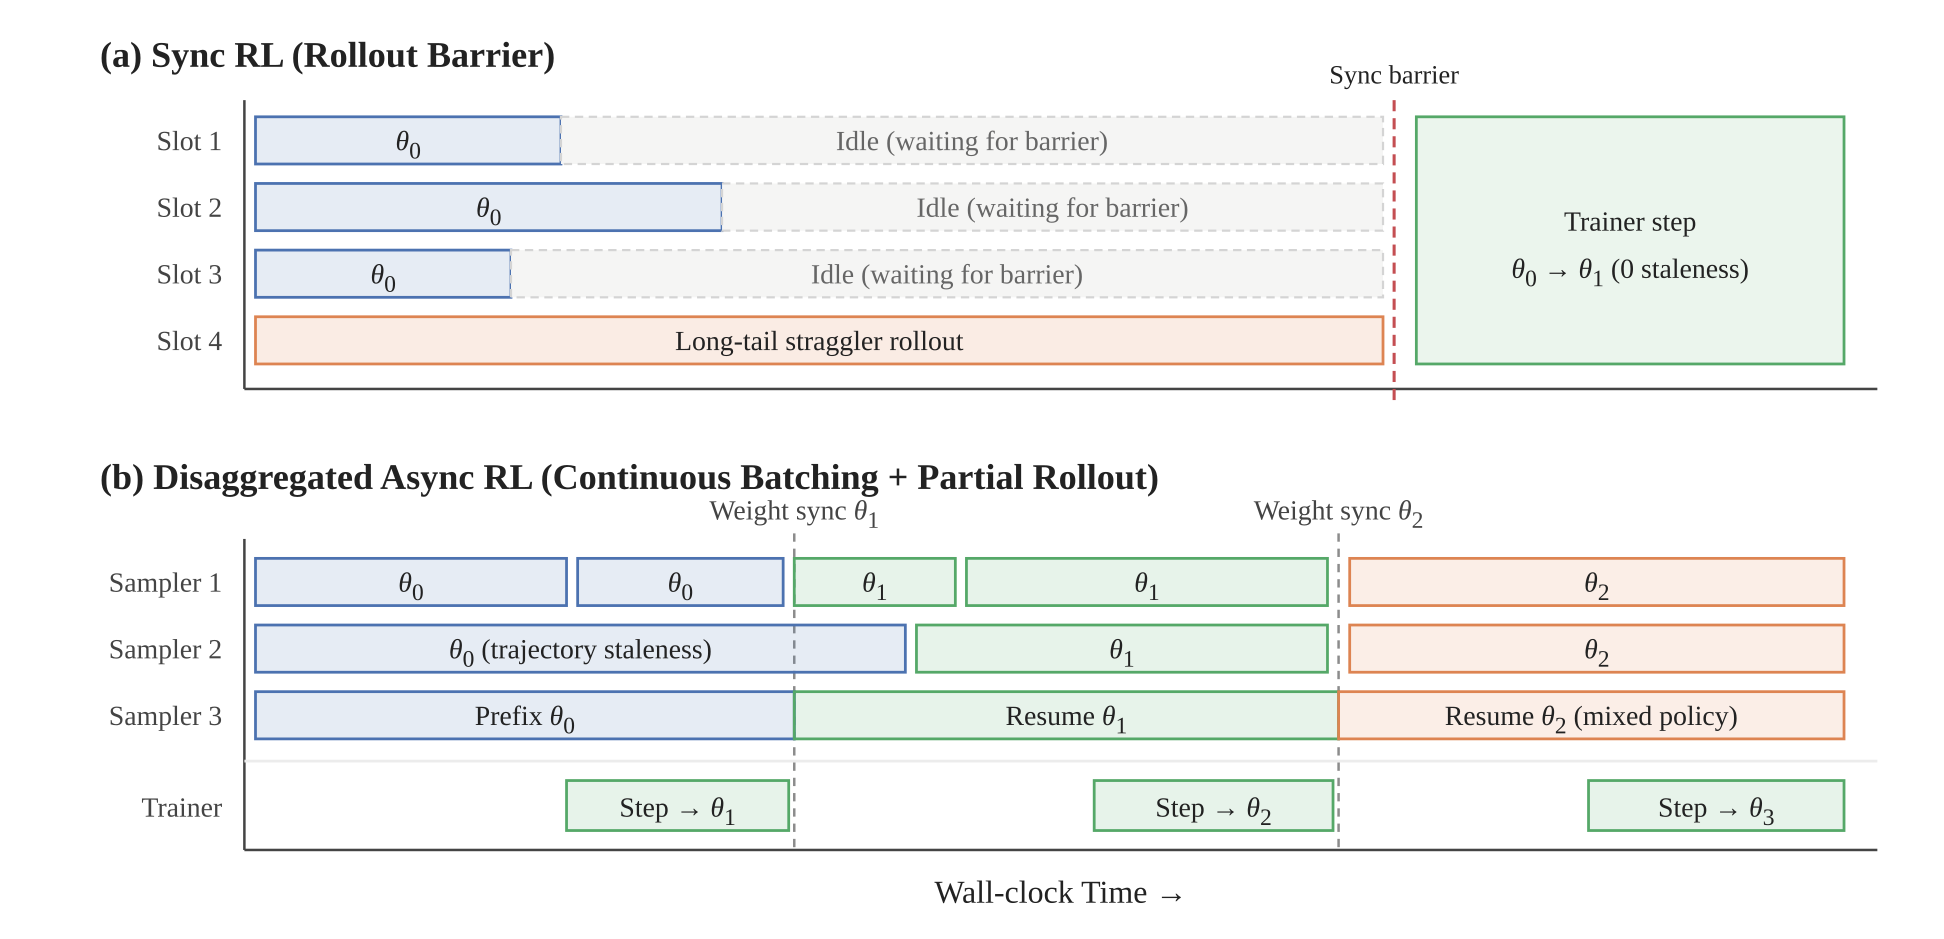 (a) Sync RL (Rollout Barrier)
Sync barrier
Slot 1
θ0
Idle (waiting for barrier)
Slot 2
θ0
Idle (waiting for barrier)
Slot 3
θ0
Idle (waiting for barrier)
Slot 4
Long-tail straggler rollout
Trainer step
θ0 → θ1 (0 staleness)
(b) Disaggregated Async RL (Continuous Batching + Partial Rollout)
Weight sync θ1
Weight sync θ2
Sampler 1
θ0
θ0
θ1
θ1
θ2
Sampler 2
θ0 (trajectory staleness)
θ1
θ2
Sampler 3
Prefix θ0
Resume θ1
Resume θ2 (mixed policy)
Trainer
Step → θ1
Step → θ2
Step → θ3
Wall-clock Time →